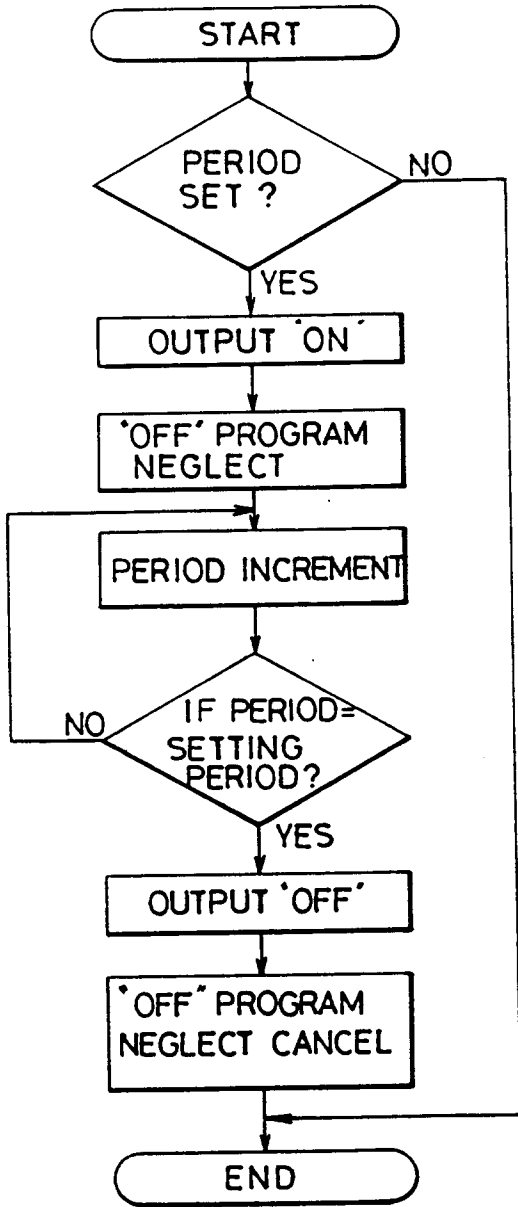 START
PERIOD
SET ?
NO
YES
OUTPUT 'ON'
"OFF" PROGRAM
NEGLECT
PERIOD INCREMENT
IF PERIOD=
SETTING
PERIOD?
NO
YES
OUTPUT 'OFF'
"OFF" PROGRAM
NEGLECT CANCEL
END